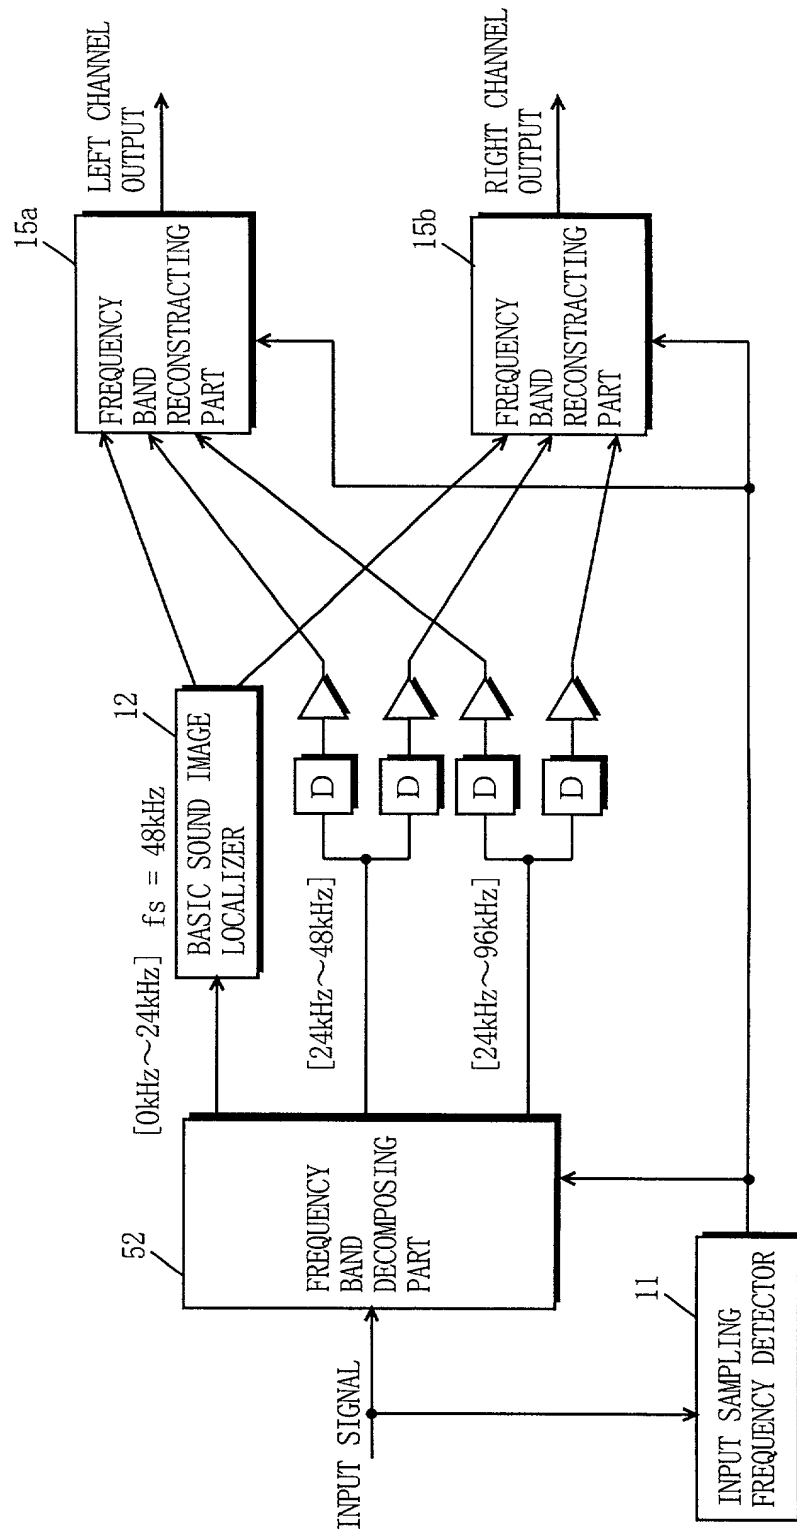 INPUT SIGNAL
52
FREQUENCY
BAND
DECOMPOSING
PART
11
INPUT SAMPLING
FREQUENCY DETECTOR
[0kHz～24kHz]
fs = 48kHz
12
BASIC SOUND IMAGE
LOCALIZER
[24kHz～48kHz]
D
D
[24kHz～96kHz]
D
D
15a
FREQUENCY
BAND
RECONSTRACTING
PART
LEFT CHANNEL
OUTPUT
15b
FREQUENCY
BAND
RECONSTRACTING
PART
RIGHT CHANNEL
OUTPUT